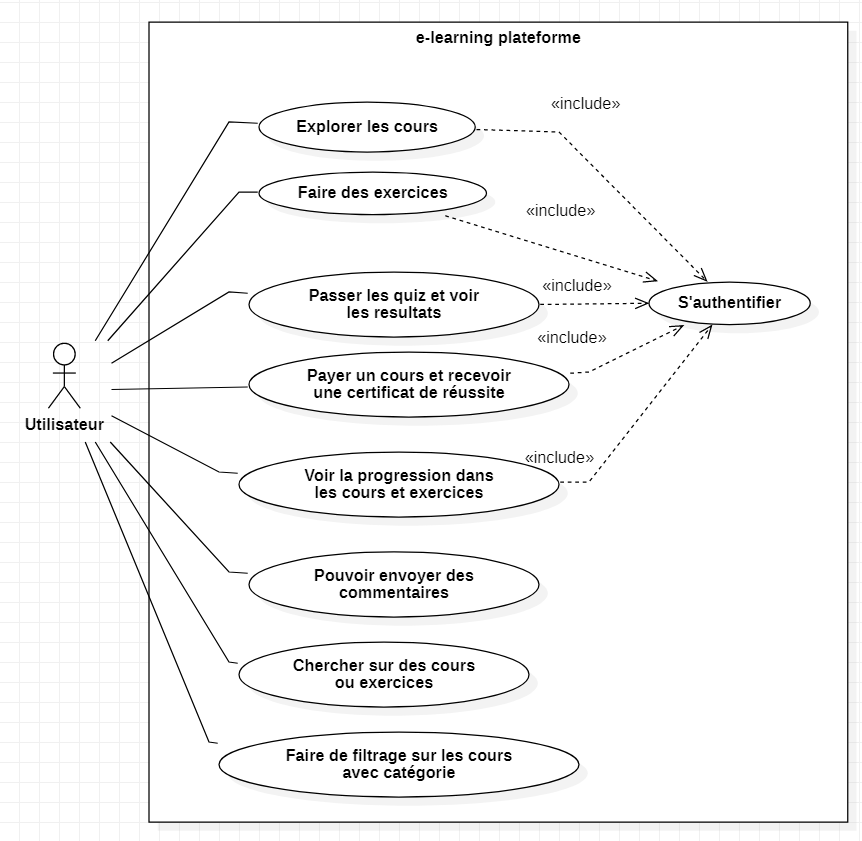 e-learning plateforme
«include»
Explorer les cours
Faire des exercices
«include»
«include»
Passer les quiz et voir
les resultats
S'authentifier
«include»
Payer un cours et recevoir
une certificat de réussite
Utilisateur
«include»
Voir la progression dans
les cours et exercices
Pouvoir envoyer des
commentaires
Chercher sur des cours
ou exercices
Faire de filtrage sur les cours
avec catégorie